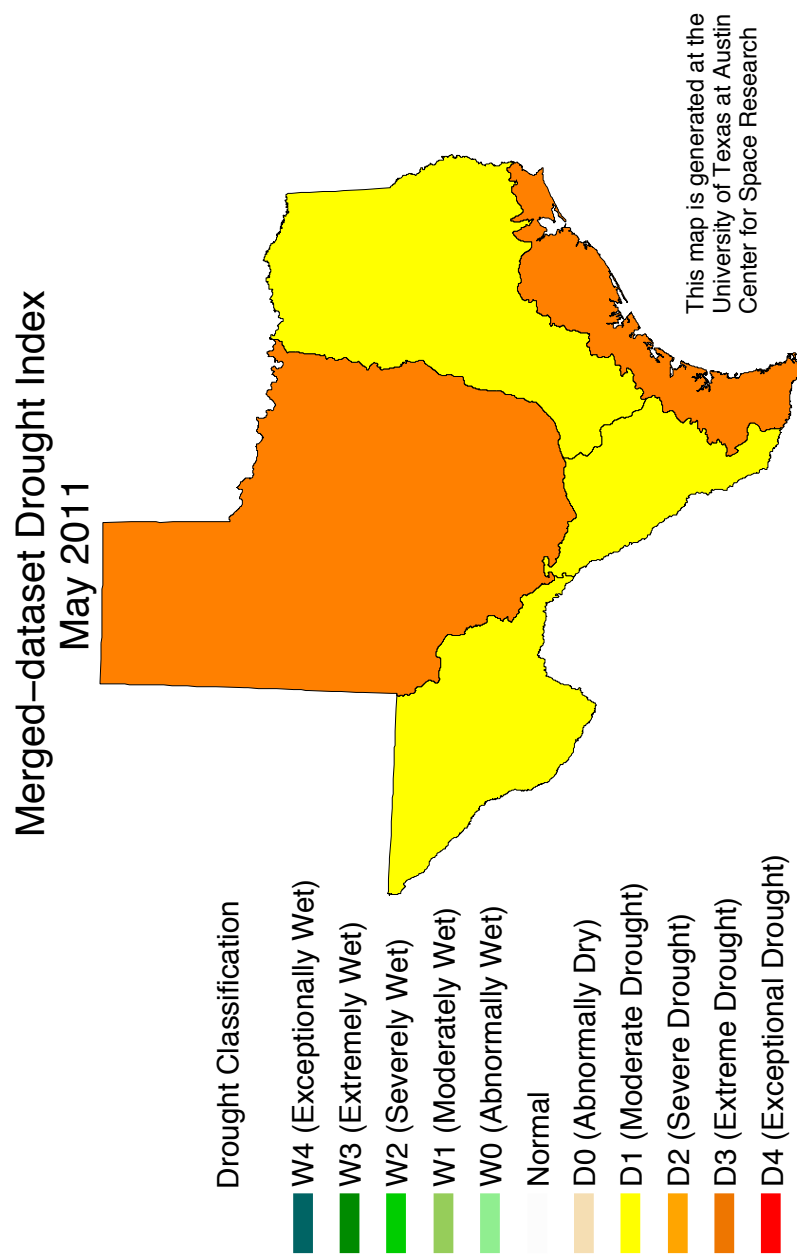 Merged−dataset Drought Index
May 2011
Drought Classification
W4 (Exceptionally Wet)
W3 (Extremely Wet)
W2 (Severely Wet)
W1 (Moderately Wet)
W0 (Abnormally Wet)
Normal
D0 (Abnormally Dry)
D1 (Moderate Drought)
D2 (Severe Drought)
D3 (Extreme Drought)
D4 (Exceptional Drought)
This map is generated at the
University of Texas at Austin
Center for Space Research